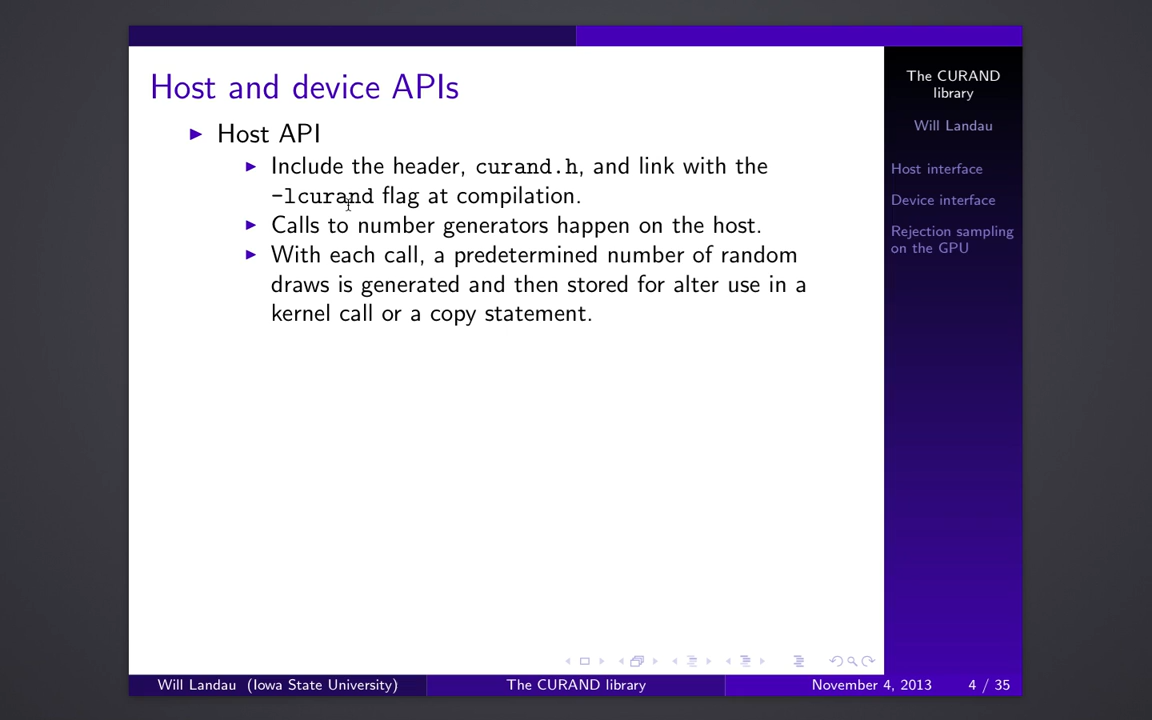 Host and device APIs
Host API
Include the header, curand.h, and link with the
-lcurand flag at compilation.
Calls to number generators happen on the host.
With each call, a predetermined number of random
draws is generated and then stored for alter use in a
kernel call or a copy statement.
The CURAND
library
Will Landau
Host interface
Device interface
Rejection sampling
on the GPU
Will Landau (Iowa State University)
The CURAND library
November 4, 2013
4 / 35